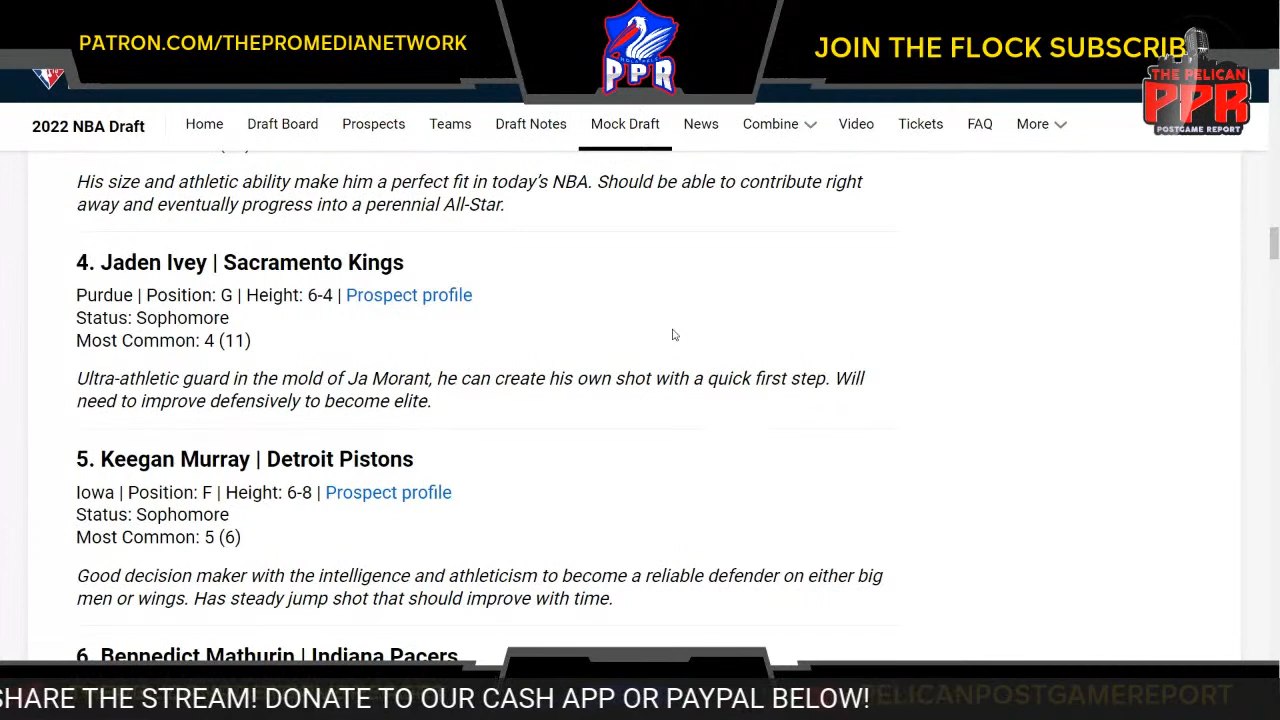 PATRON.COM/THEPROMEDIANETWORK
PPR
JOIN THE FLOCK SUBSCRIB
THE PELICAN
PPR
POSTGAME REPORT
2022 NBA Draft
Home
Draft Board
Prospects
Teams
Draft Notes
Mock Draft
News
Combine
Video
Tickets
FAQ
More
His size and athletic ability make him a perfect fit in today’s NBA. Should be able to contribute right
away and eventually progress into a perennial All-Star.
4. Jaden Ivey | Sacramento Kings
Purdue | Position: G | Height: 6-4 | Prospect profile
Status: Sophomore
Most Common: 4 (11)
Ultra-athletic guard in the mold of Ja Morant, he can create his own shot with a quick first step. Will
need to improve defensively to become elite.
5. Keegan Murray | Detroit Pistons
Iowa | Position: F | Height: 6-8 | Prospect profile
Status: Sophomore
Most Common: 5 (6)
Good decision maker with the intelligence and athleticism to become a reliable defender on either big
men or wings. Has steady jump shot that should improve with time.
6. Bennedict Mathurin | Indiana Pacers
SHARE THE STREAM! DONATE TO OUR CASH APP OR PAYPAL BELOW!
PELICANPOSTGAMEREPORT